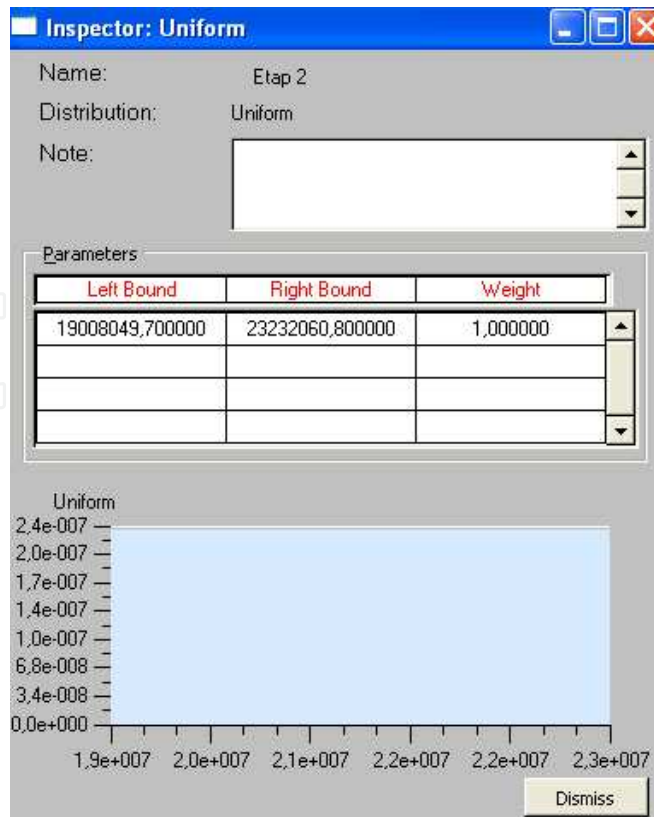 Inspector: Uniform
Name: Etap 2
Distribution: Uniform
Note:
Parameters
Left Bound Right Bound Weight
19008049,700000 23232060,800000 1,000000
Uniform
2,4e-007
2,0e-007
1,7e-007
1,4e-007
1,0e-007
6,8e-008
3,4e-008
0,0e+000
1,9e+007 2,0e+007 2,1e+007 2,2e+007 2,2e+007 2,3e+007
Dismiss